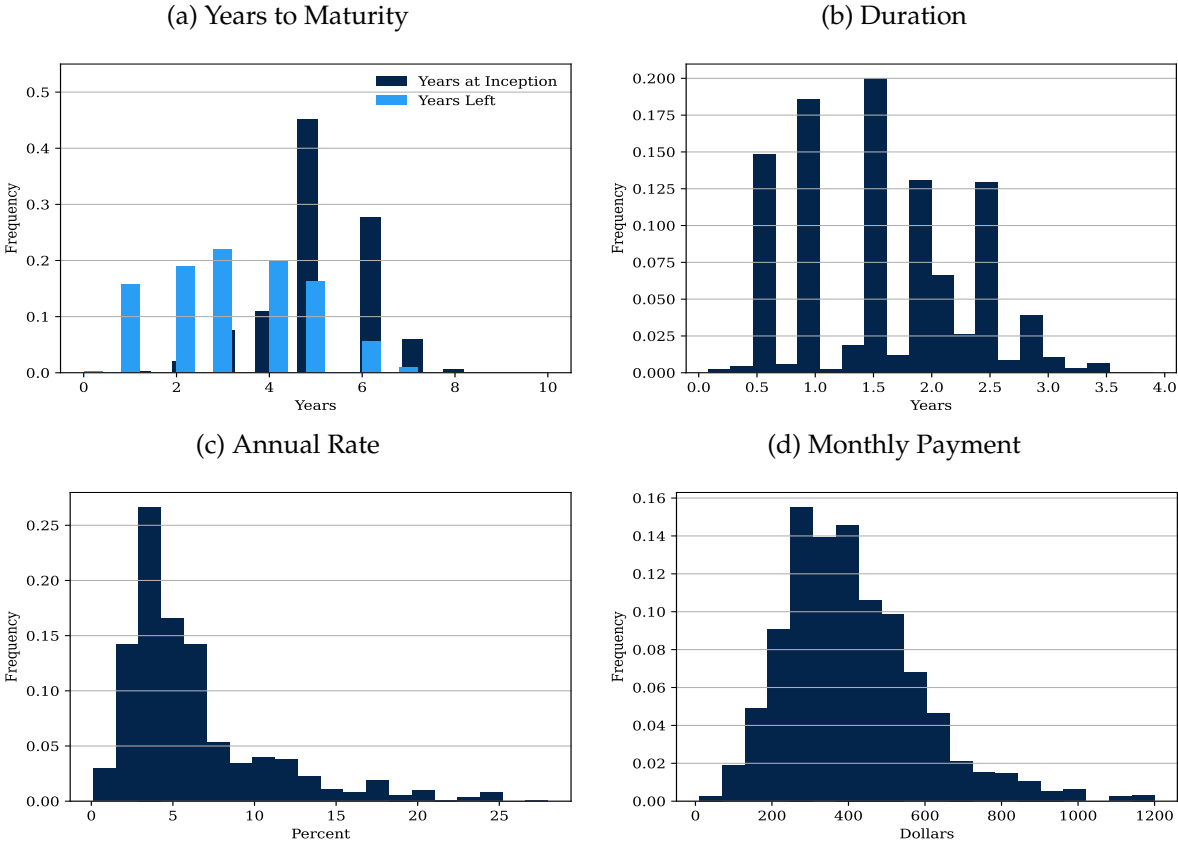 (a) Years to Maturity
0.5
0.4
0.3
0.2
0.1
0.0
Frequency
Years at Inception
Years Left
0 2 4 6 8 10
Years
(b) Duration
0.200
0.175
0.150
0.125
0.100
0.075
0.050
0.025
0.000
Frequency
0.0 0.5 1.0 1.5 2.0 2.5 3.0 3.5 4.0
Years
(c) Annual Rate
0.25
0.20
0.15
0.10
0.05
0.00
Frequency
0 5 10 15 20 25
Percent
(d) Monthly Payment
0.16
0.14
0.12
0.10
0.08
0.06
0.04
0.02
0.00
Frequency
0 200 400 600 800 1000 1200
Dollars